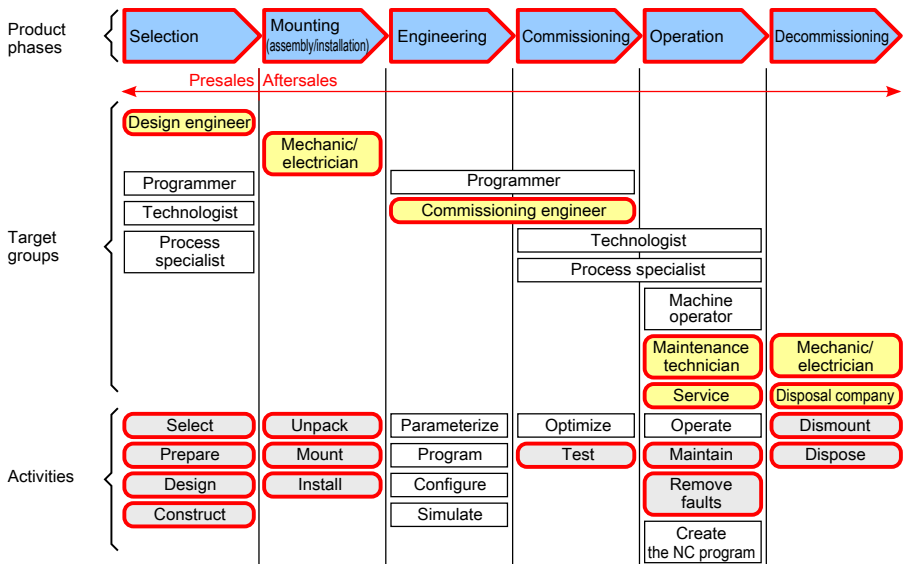 Product
phases
Selection
Mounting
(assembly/installation)
Engineering
Commissioning
Operation
Decommissioning
Presales
Aftersales
Target
groups
Design engineer
Mechanic/
electrician
Programmer
Programmer
Technologist
Commissioning engineer
Process
specialist
Technologist
Process specialist
Machine
operator
Maintenance
technician
Mechanic/
electrician
Service
Disposal company
Activities
Select
Unpack
Parameterize
Optimize
Operate
Dismount
Prepare
Mount
Program
Test
Maintain
Dispose
Design
Install
Configure
Remove
faults
Construct
Simulate
Create
the NC program